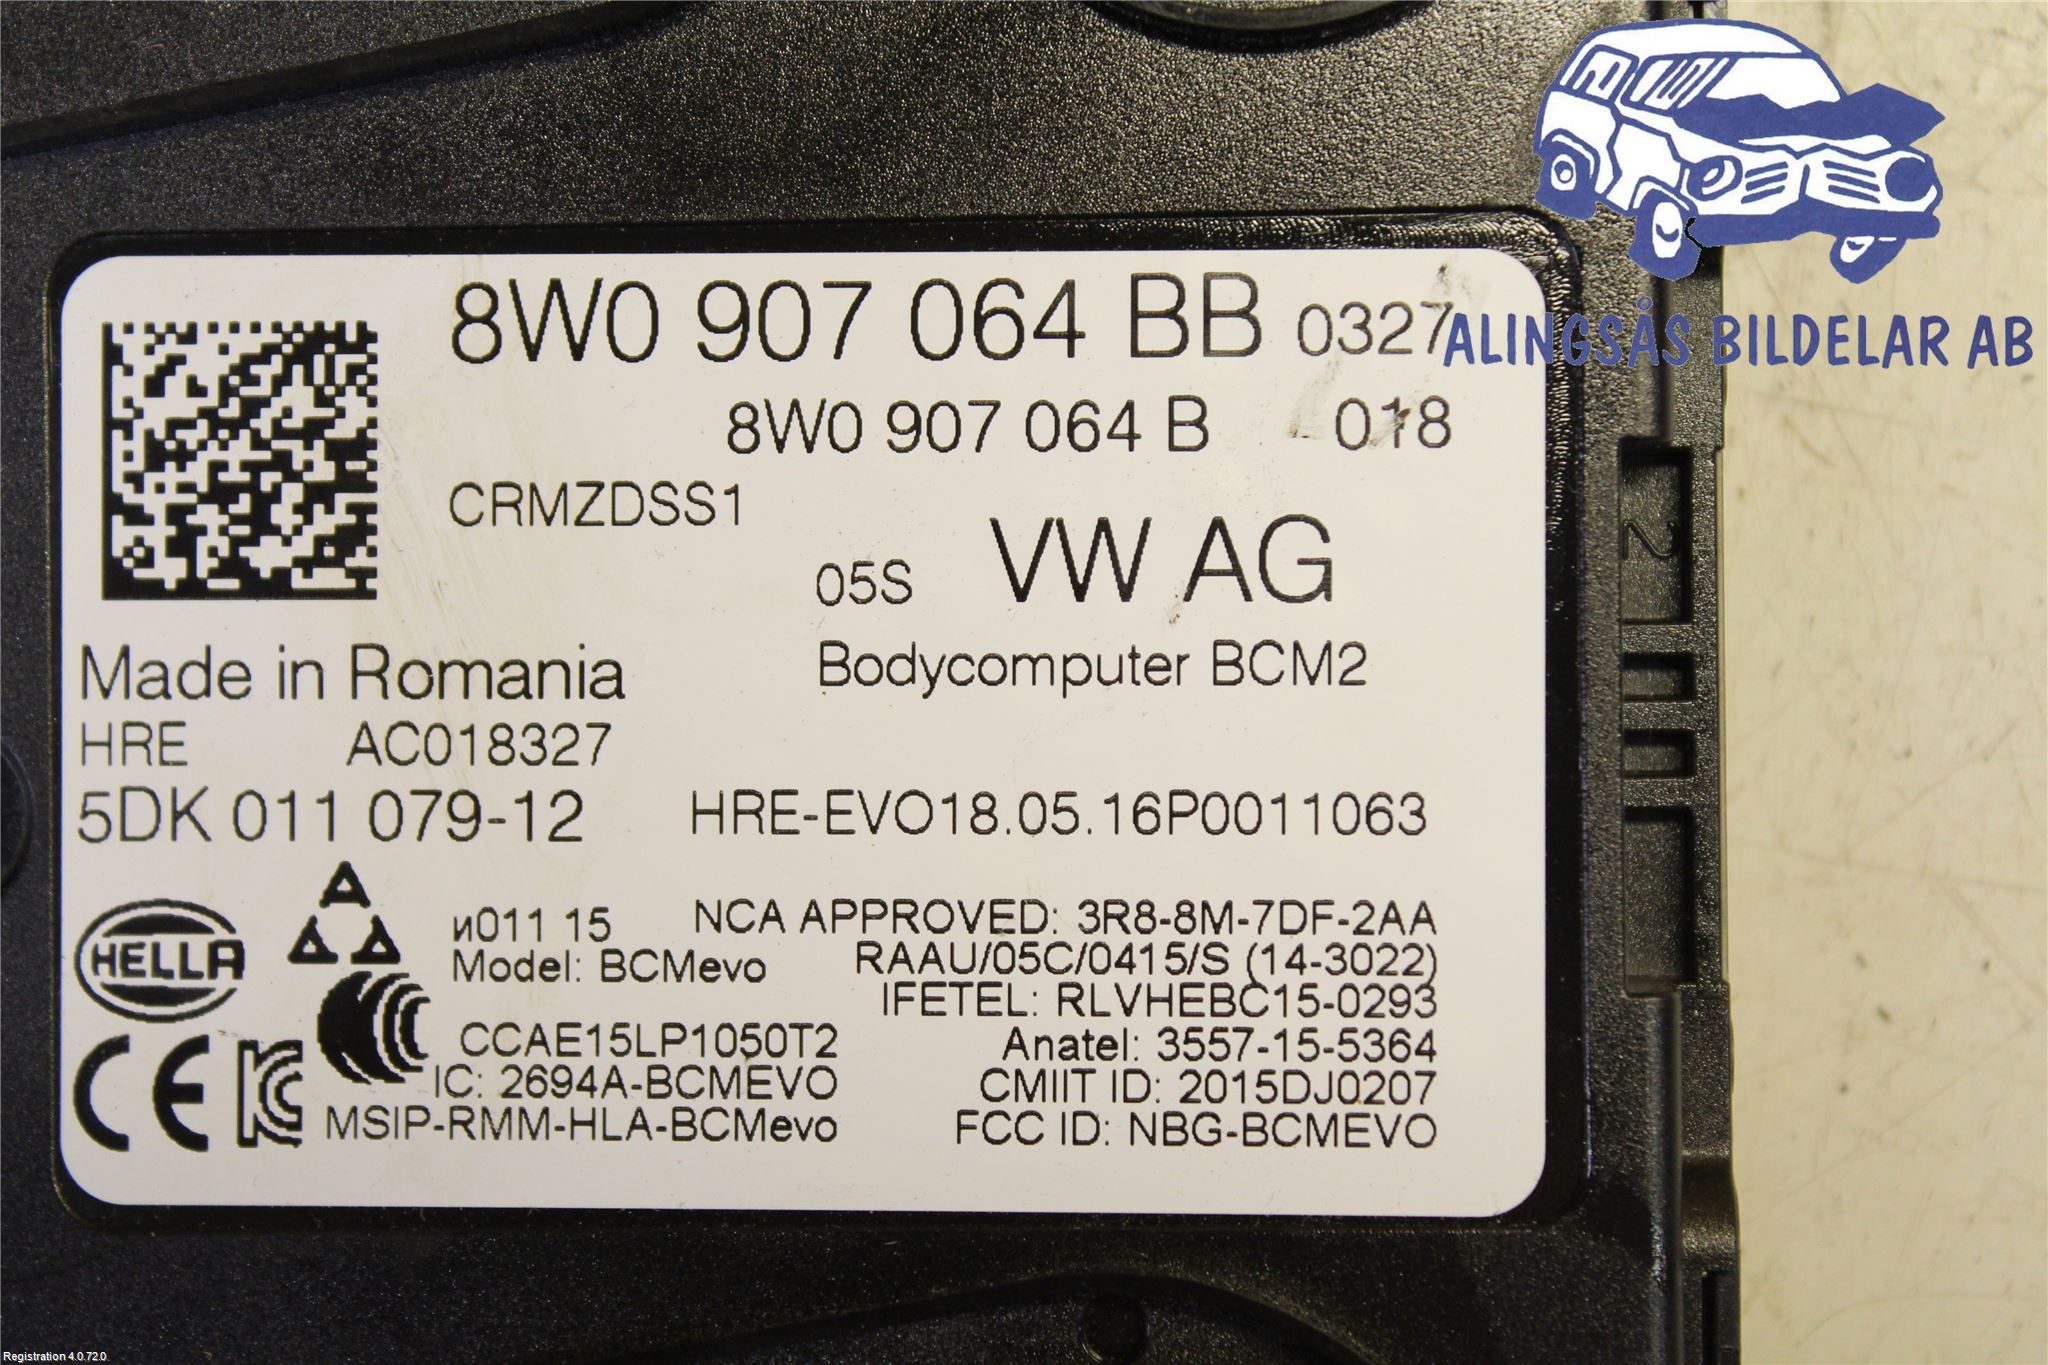 ALINGSÅS BILDELAR AB
8W0 907 064 BB 0327
8W0 907 064 B 018
CRMZDSS1
05S VW AG
Made in Romania
Bodycomputer BCM2
HRE AC018327
5DK 011 079-12
HRE-EVO18.05.16P0011063
HELLA
и011 15
Model: BCMevo
NCA APPROVED: 3R8-8M-7DF-2AA
RAAU/05C/0415/S (14-3022)
IFETEL: RLVHEBC15-0293
CCAE15LP1050T2
Anatel: 3557-15-5364
IC: 2694A-BCMEVO
CMIIT ID: 2015DJ0207
CE
MSIP-RMM-HLA-BCMevo
FCC ID: NBG-BCMEVO
2
Registration 4.0.72.0